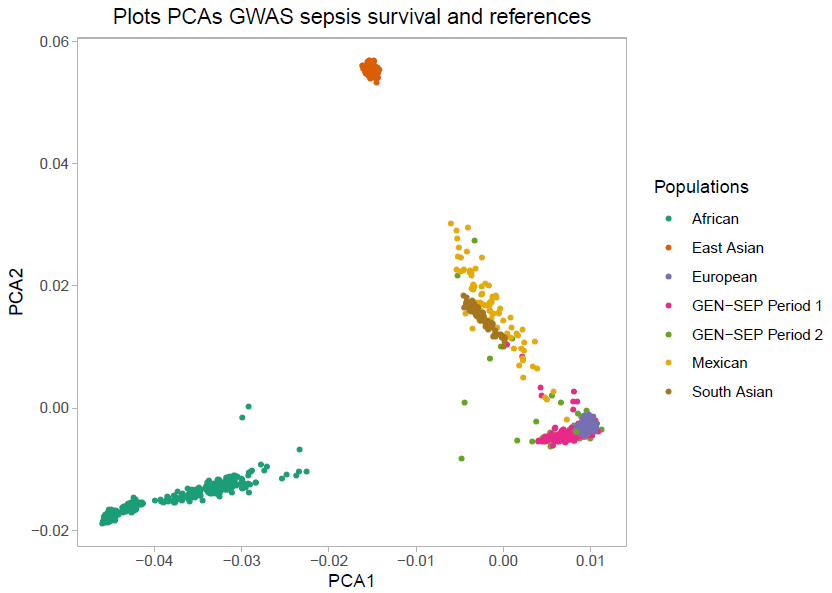 Plots PCAs GWAS sepsis survival and references
0.06
0.04
0.02
0.00
−0.02
PCA2
−0.04
−0.03
−0.02
−0.01
0.00
0.01
PCA1
Populations
African
East Asian
European
GEN−SEP Period 1
GEN−SEP Period 2
Mexican
South Asian